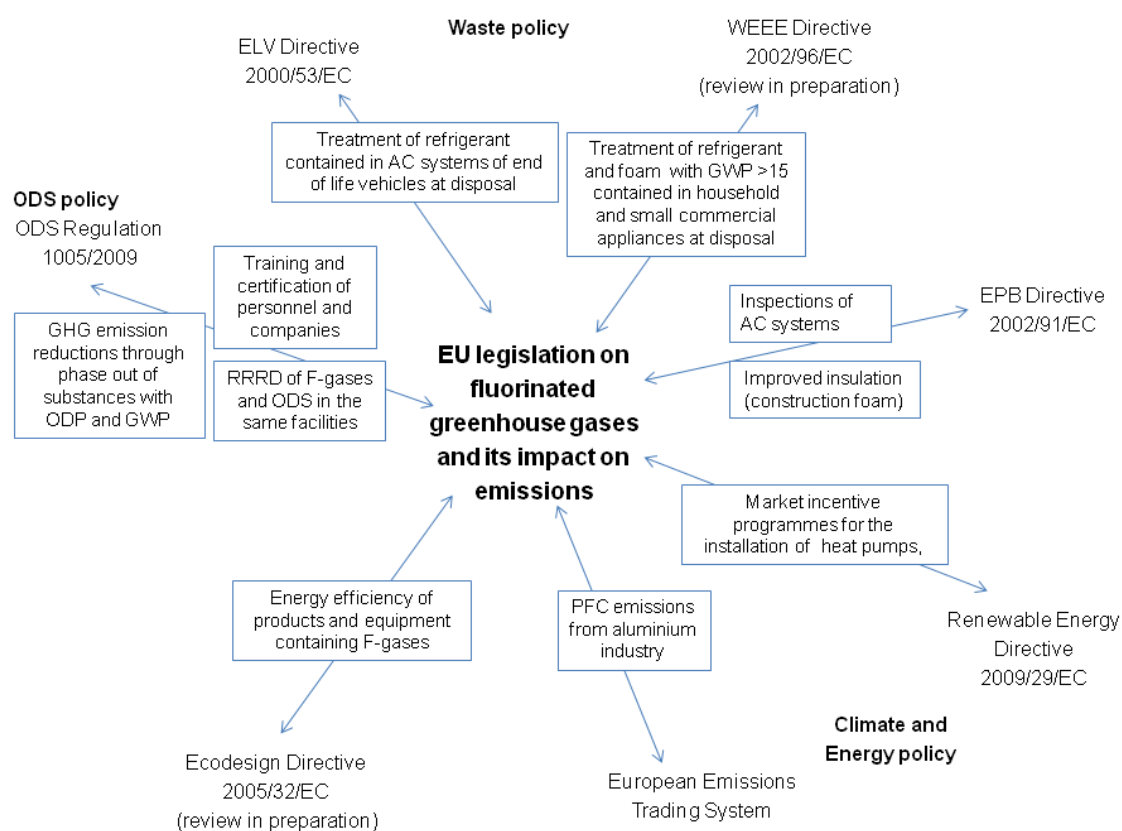 Waste policy
ELV Directive
2000/53/EC
WEEE Directive
2002/96/EC
(review in preparation)
Treatment of refrigerant
contained in AC systems of end
of life vehicles at disposal
Treatment of refrigerant
and foam with GWP >15
contained in household
and small commercial
appliances at disposal
ODS policy
ODS Regulation
1005/2009
Training and
certification of
personnel and
companies
GHG emission
reductions through
phase out of
substances with
ODP and GWP
RRRD of F-gases
and ODS in the
same facilities
Inspections of
AC systems
EPB Directive
2002/91/EC
Improved insulation
(construction foam)
EU legislation on
fluorinated
greenhouse gases
and its impact on
emissions
Market incentive
programmes for the
installation of heat pumps,
Energy efficiency of
products and equipment
containing F-gases
PFC emissions
from aluminium
industry
Renewable Energy
Directive
2009/29/EC
Climate and
Energy policy
Ecodesign Directive
2005/32/EC
(review in preparation)
European Emissions
Trading System